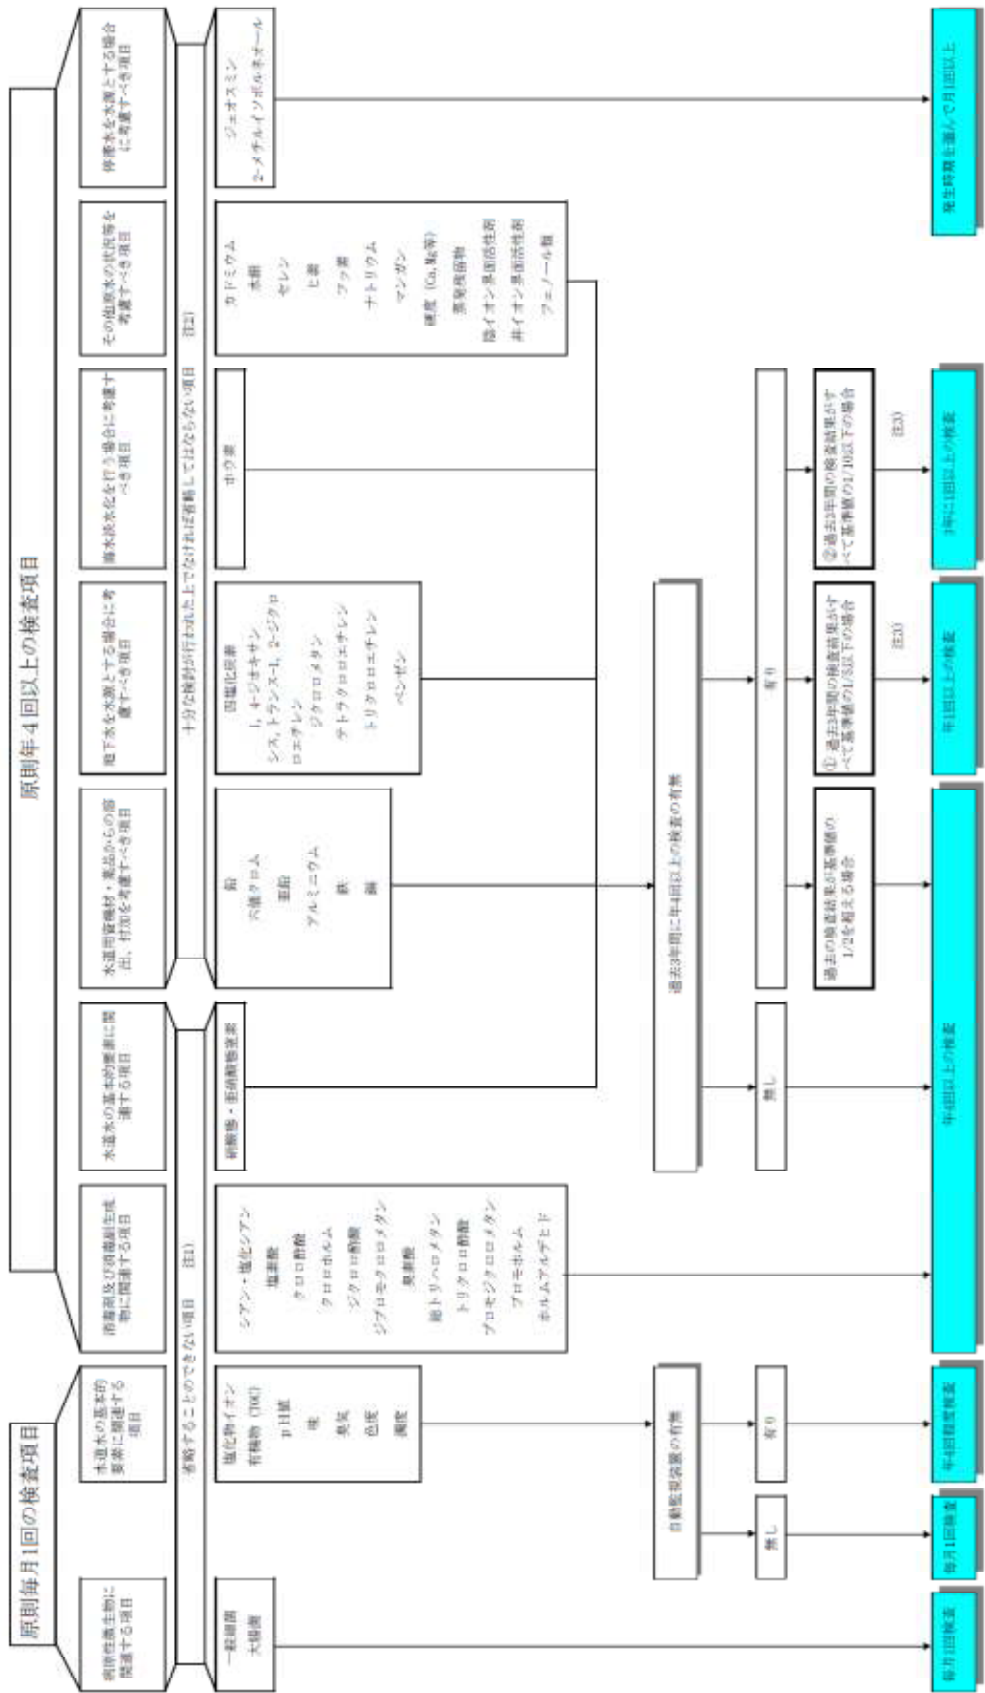 原則毎月1回の検査項目
原則年4回以上の検査項目
病原性微生物に
関連する項目
水道水の基本的
要素に関連する
項目
消毒剤及び消毒副生成
物に関連する項目
水道水の基本的要素に関
連する項目
水道用資機材・薬品からの溶
出、付加を考慮すべき項目
地下水を水源とする場合に考
慮すべき項目
海水淡水化を行う場合に考慮す
べき項目
その他原水の状況等を
考慮すべき項目
停滞水を水源とする場合
に考慮すべき項目
省略することのできない項目 注1)
十分な検討が行われた上でなければ省略してはならない項目 注2)
一般細菌
大腸菌
塩化物イオン
有機物（TOC）
pH値
味
臭気
色度
濁度
シアン・塩化シアン
塩素酸
クロロ酢酸
クロロホルム
ジクロロ酢酸
ジブロモクロロメタン
臭素酸
総トリハロメタン
トリクロロ酢酸
ブロモジクロロメタン
ブロモホルム
ホルムアルデヒド
硝酸態・亜硝酸態窒素
鉛
六価クロム
亜鉛
アルミニウム
鉄
銅
四塩化炭素
1, 4-ジオキサン
シス,トランス-1, 2-ジクロ
ロエチレン
ジクロロメタン
テトラクロロエチレン
トリクロロエチレン
ベンゼン
ホウ素
カドミウム
水銀
セレン
ヒ素
フッ素
ナトリウム
マンガン
硬度（Ca,Mg等）
蒸発残留物
陰イオン界面活性剤
非イオン界面活性剤
フェノール類
ジェオスミン
2-メチルイソボルネオール
自動監視装置の有無
過去3年間に年4回以上の検査の有無
無し
有り
無し
有り
過去の検査結果が基準値の
1/2を超える場合
① 過去3年間の検査結果がす
べて基準値の1/5以下の場合
②過去3年間の検査結果がす
べて基準値の1/10以下の場合
注3)
注3)
毎月1回検査
毎月1回検査
年4回程度検査
年4回以上の検査
年1回以上の検査
3年に1回以上の検査
発生時期を選んで月1回以上